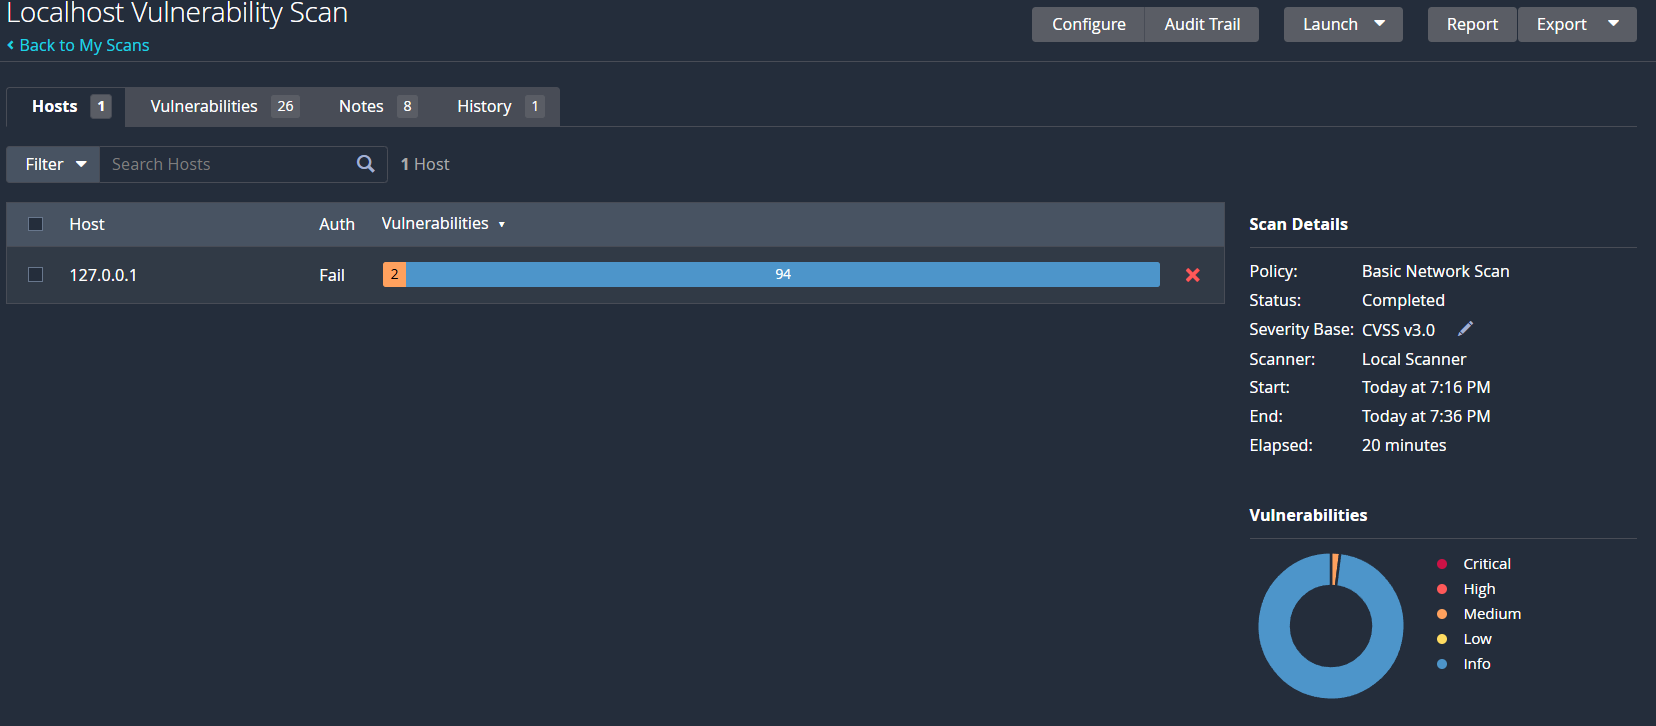 Localhost Vulnerability Scan
Back to My Scans
Configure Audit Trail Launch Report Export
Hosts 1 Vulnerabilities 26 Notes 8 History 1
Filter Search Hosts 1 Host
Host Auth Vulnerabilities
127.0.0.1 Fail 2 94
Scan Details
Policy: Basic Network Scan
Status: Completed
Severity Base: CVSS v3.0
Scanner: Local Scanner
Start: Today at 7:16 PM
End: Today at 7:36 PM
Elapsed: 20 minutes
Vulnerabilities
Critical
High
Medium
Low
Info